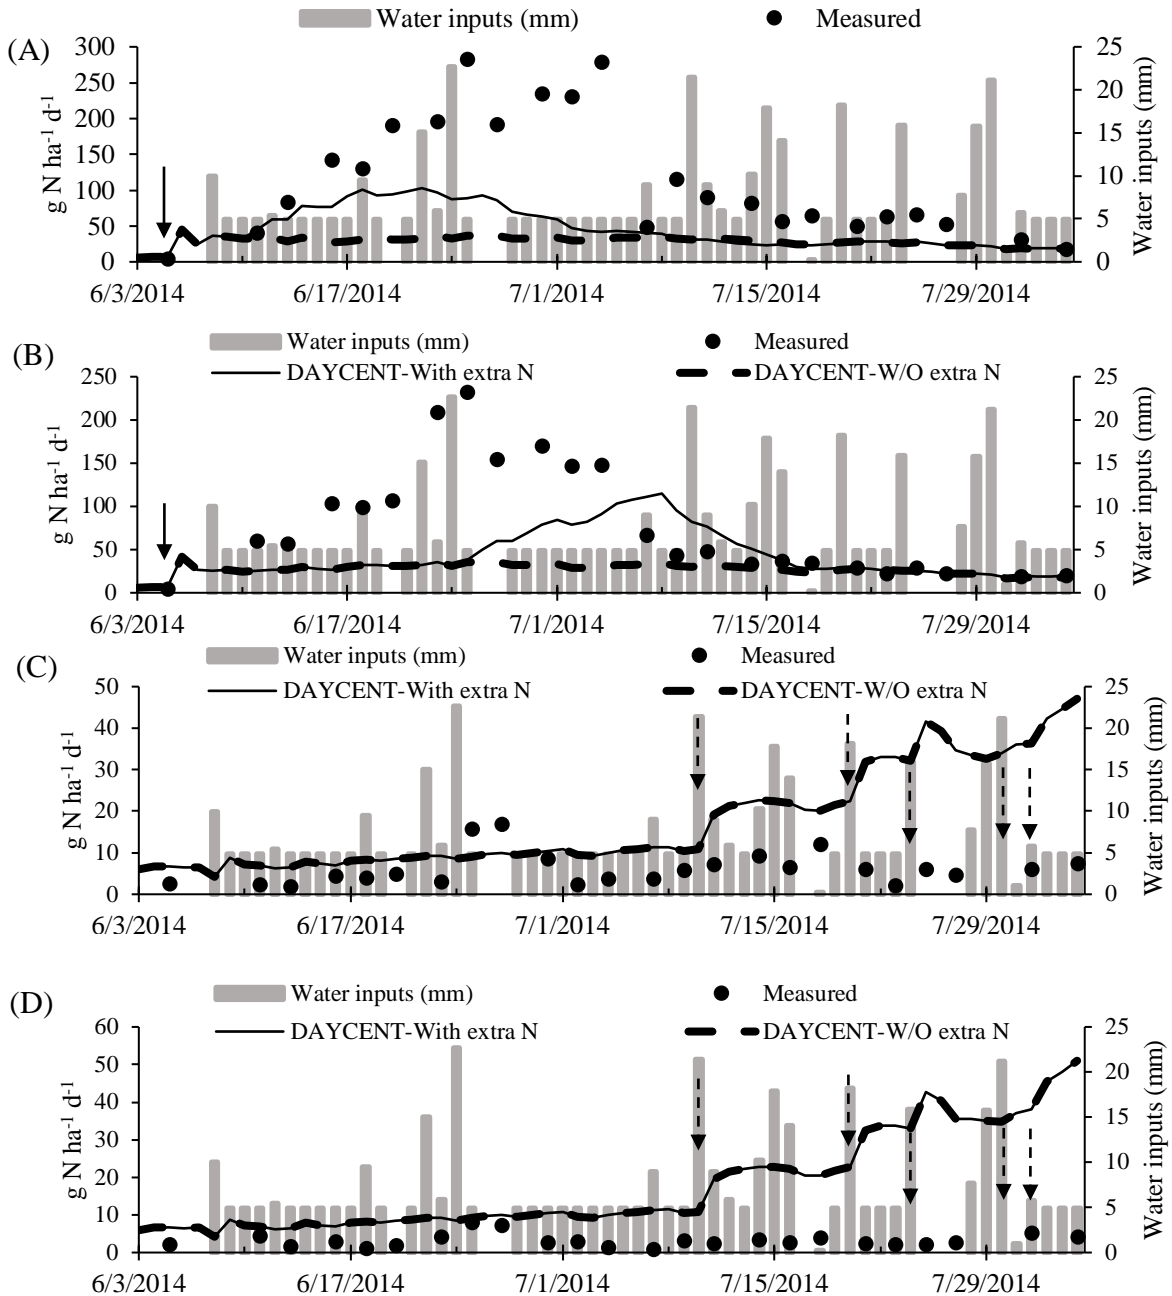 Water inputs (mm) Measured
(A)
300 250 200 150 100 50 0
g N ha-1 d-1
25 20 15 10 5 0
Water inputs (mm)
6/3/2014 6/17/2014 7/1/2014 7/15/2014 7/29/2014
(B)
Water inputs (mm) Measured
DAYCENT-With extra N DAYCENT-W/O extra N
250 200 150 100 50 0
g N ha-1 d-1
25 20 15 10 5 0
Water inputs (mm)
6/3/2014 6/17/2014 7/1/2014 7/15/2014 7/29/2014
(C)
Water inputs (mm) Measured
DAYCENT-With extra N DAYCENT-W/O extra N
50 40 30 20 10 0
g N ha-1 d-1
25 20 15 10 5 0
Water inputs (mm)
6/3/2014 6/17/2014 7/1/2014 7/15/2014 7/29/2014
(D)
Water inputs (mm) Measured
DAYCENT-With extra N DAYCENT-W/O extra N
60 50 40 30 20 10 0
g N ha-1 d-1
25 20 15 10 5 0
Water inputs (mm)
6/3/2014 6/17/2014 7/1/2014 7/15/2014 7/29/2014